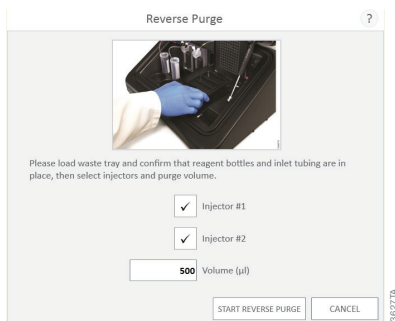 Reverse Purge
?
Please load waste tray and confirm that reagent bottles and inlet tubing are in
place, then select injectors and purge volume.
✓ Injector #1
✓ Injector #2
500 Volume (µl)
START REVERSE PURGE CANCEL
3627TA